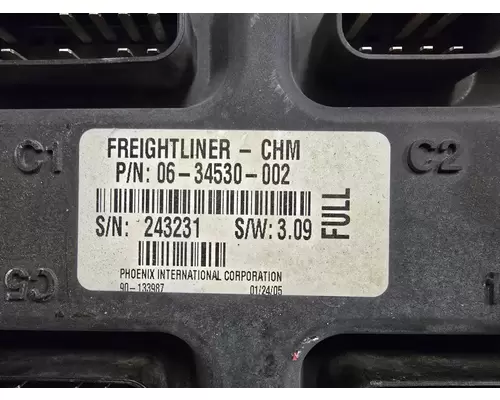 C1
C2
FREIGHTLINER - CHM
P/N: 06-34530-002
S/N: 243231 S/W: 3.09
FULL
PHOENIX INTERNATIONAL CORPORATION
90-133987 01/24/05
C5